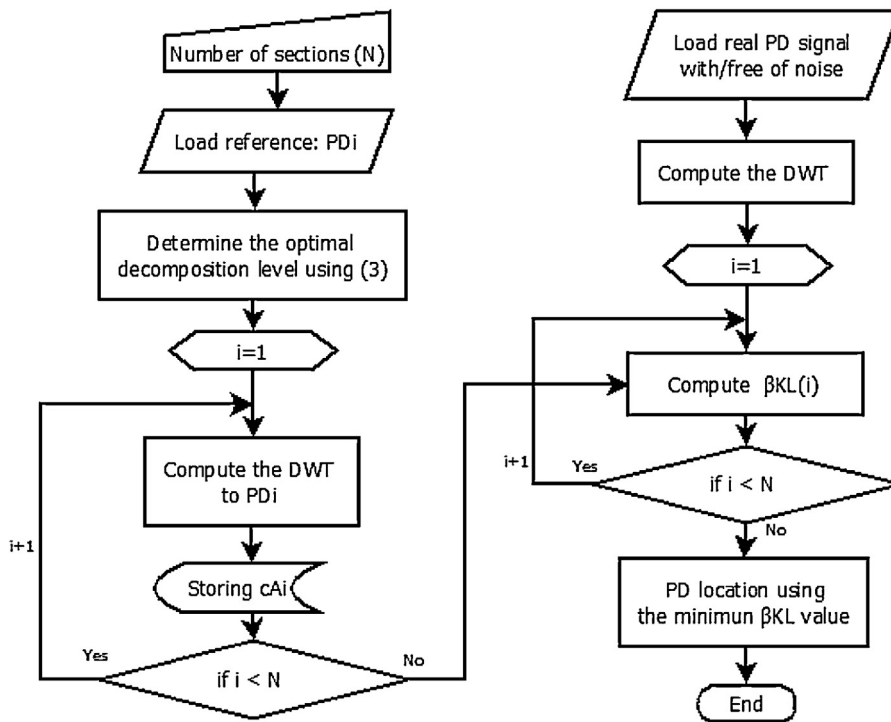 Number of sections (N)
Load reference: PDi
Determine the optimal
decomposition level using (3)
i=1
Compute the DWT
to PDi
i+1
Storing cAi
Yes
if i < N
No
Load real PD signal
with/free of noise
Compute the DWT
i=1
Compute βKL(i)
i+1
Yes
if i < N
No
PD location using
the minimun βKL value
End